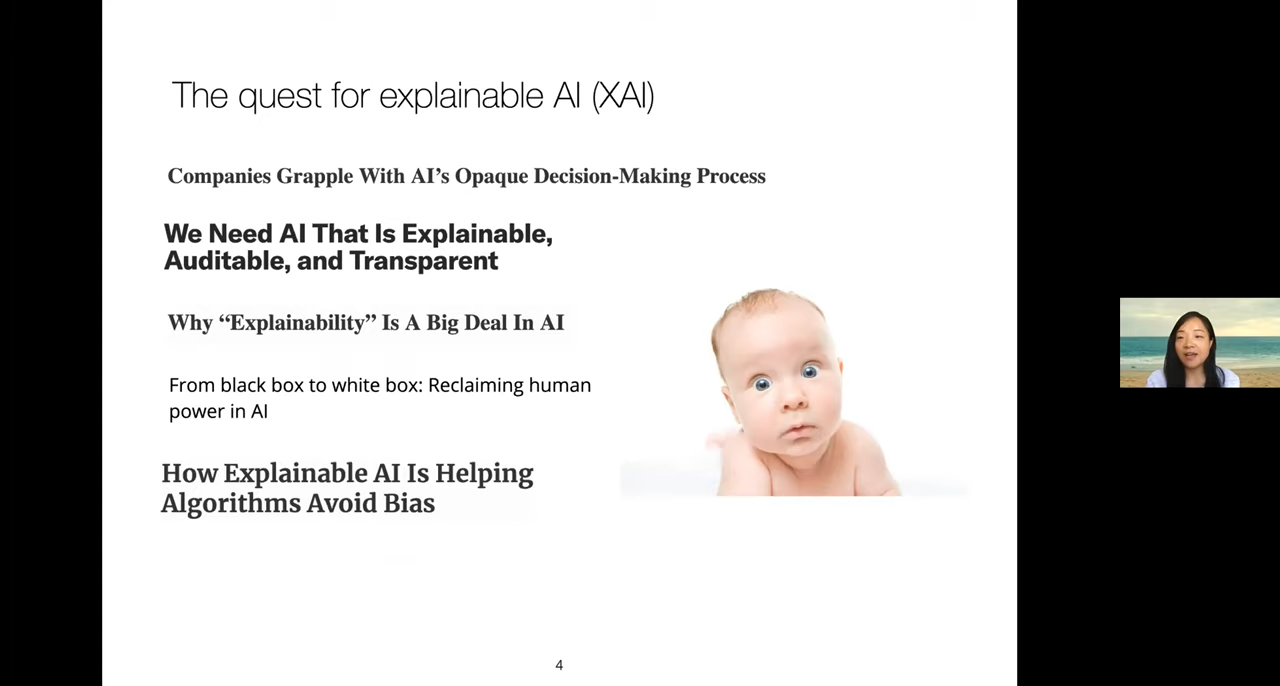 The quest for explainable AI (XAI)
Companies Grapple With AI’s Opaque Decision-Making Process
We Need AI That Is Explainable,
Auditable, and Transparent
Why “Explainability” Is A Big Deal In AI
From black box to white box: Reclaiming human
power in AI
How Explainable AI Is Helping
Algorithms Avoid Bias
4